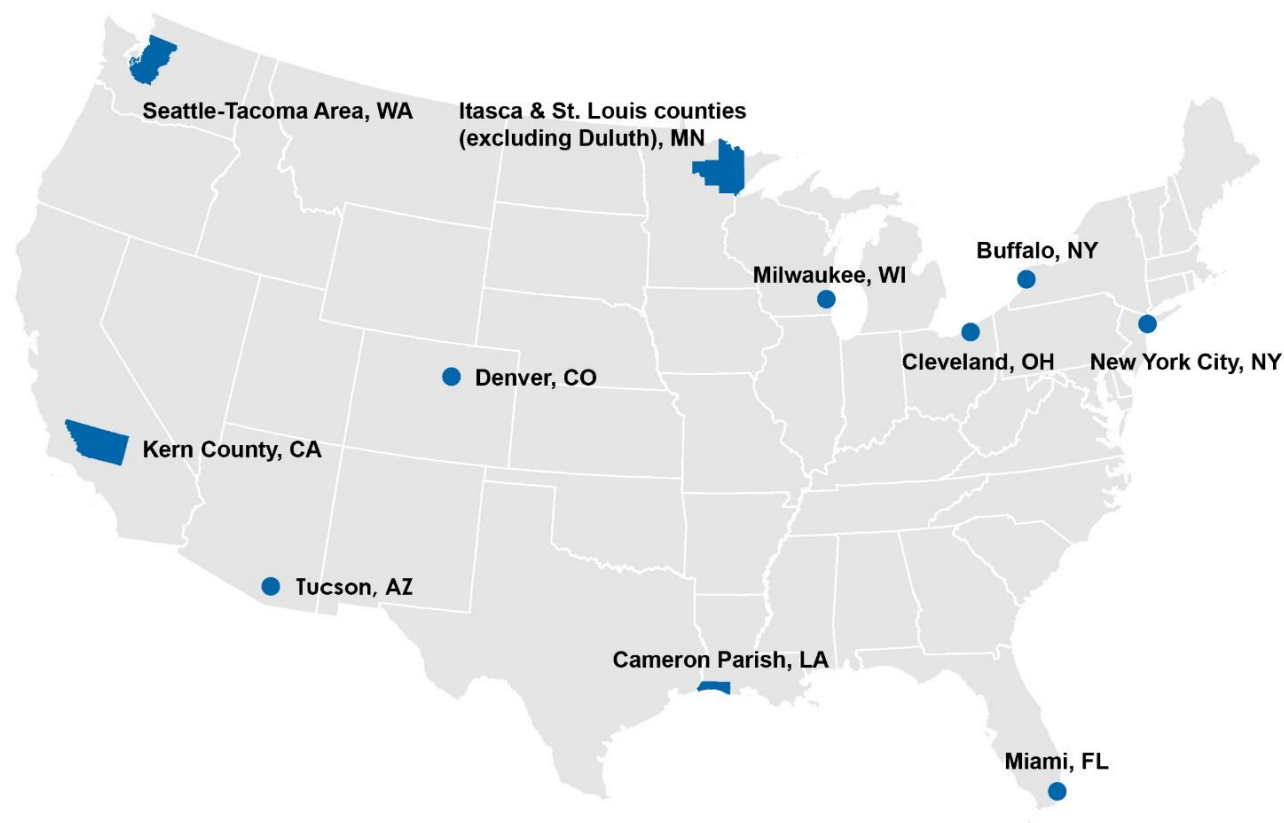 Seattle-Tacoma Area, WA
Itasca & St. Louis counties
(excluding Duluth), MN
Buffalo, NY
Milwaukee, WI
Cleveland, OH
New York City, NY
Denver, CO
Kern County, CA
Tucson, AZ
Cameron Parish, LA
Miami, FL